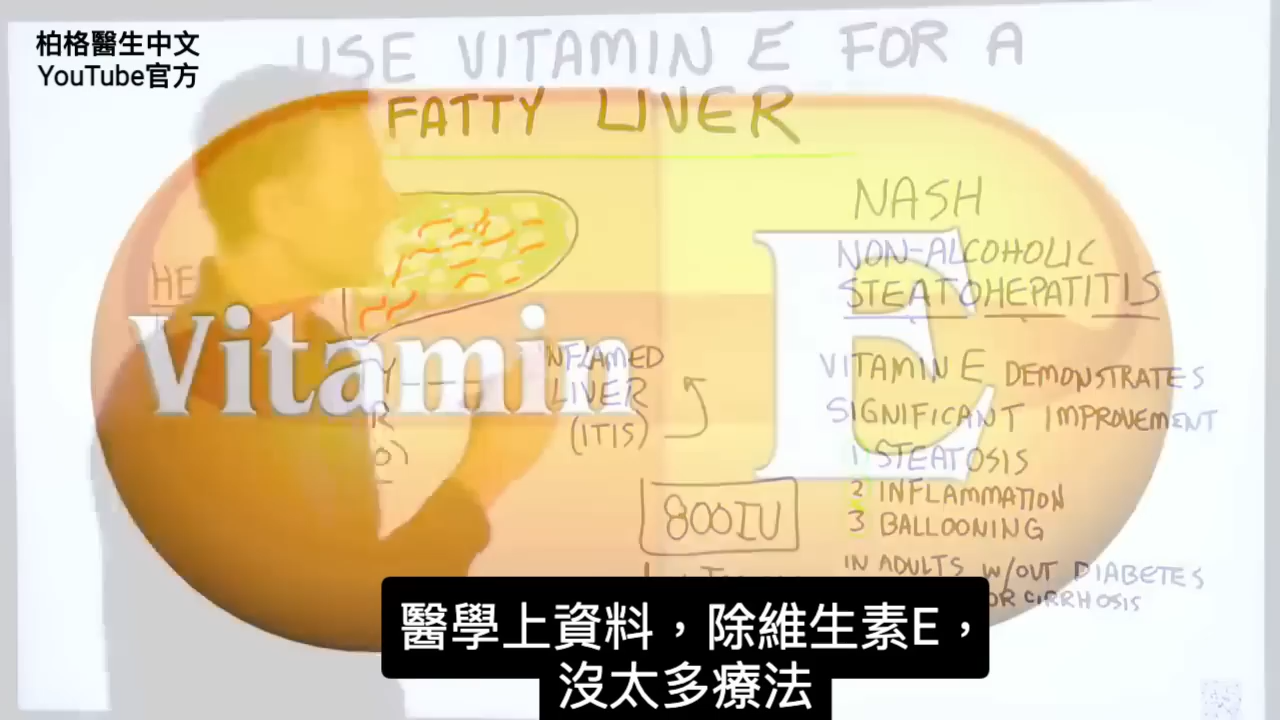 柏格醫生中文
YouTube官方
USE VITAMIN E FOR A
FATTY LIVER
NASH
NON-ALCOHOLIC
STEATOHEPATITIS
HE
Vitamin E
INFLAMED
LIVER
(ITIS)
VITAMIN E DEMONSTRATES
SIGNIFICANT IMPROVEMENT
1 STEATOSIS
2 INFLAMMATION
3 BALLOONING
800IU
IN ADULTS W/OUT DIABETES
OR CIRRHOSIS
醫學上資料，除維生素E，
沒太多療法